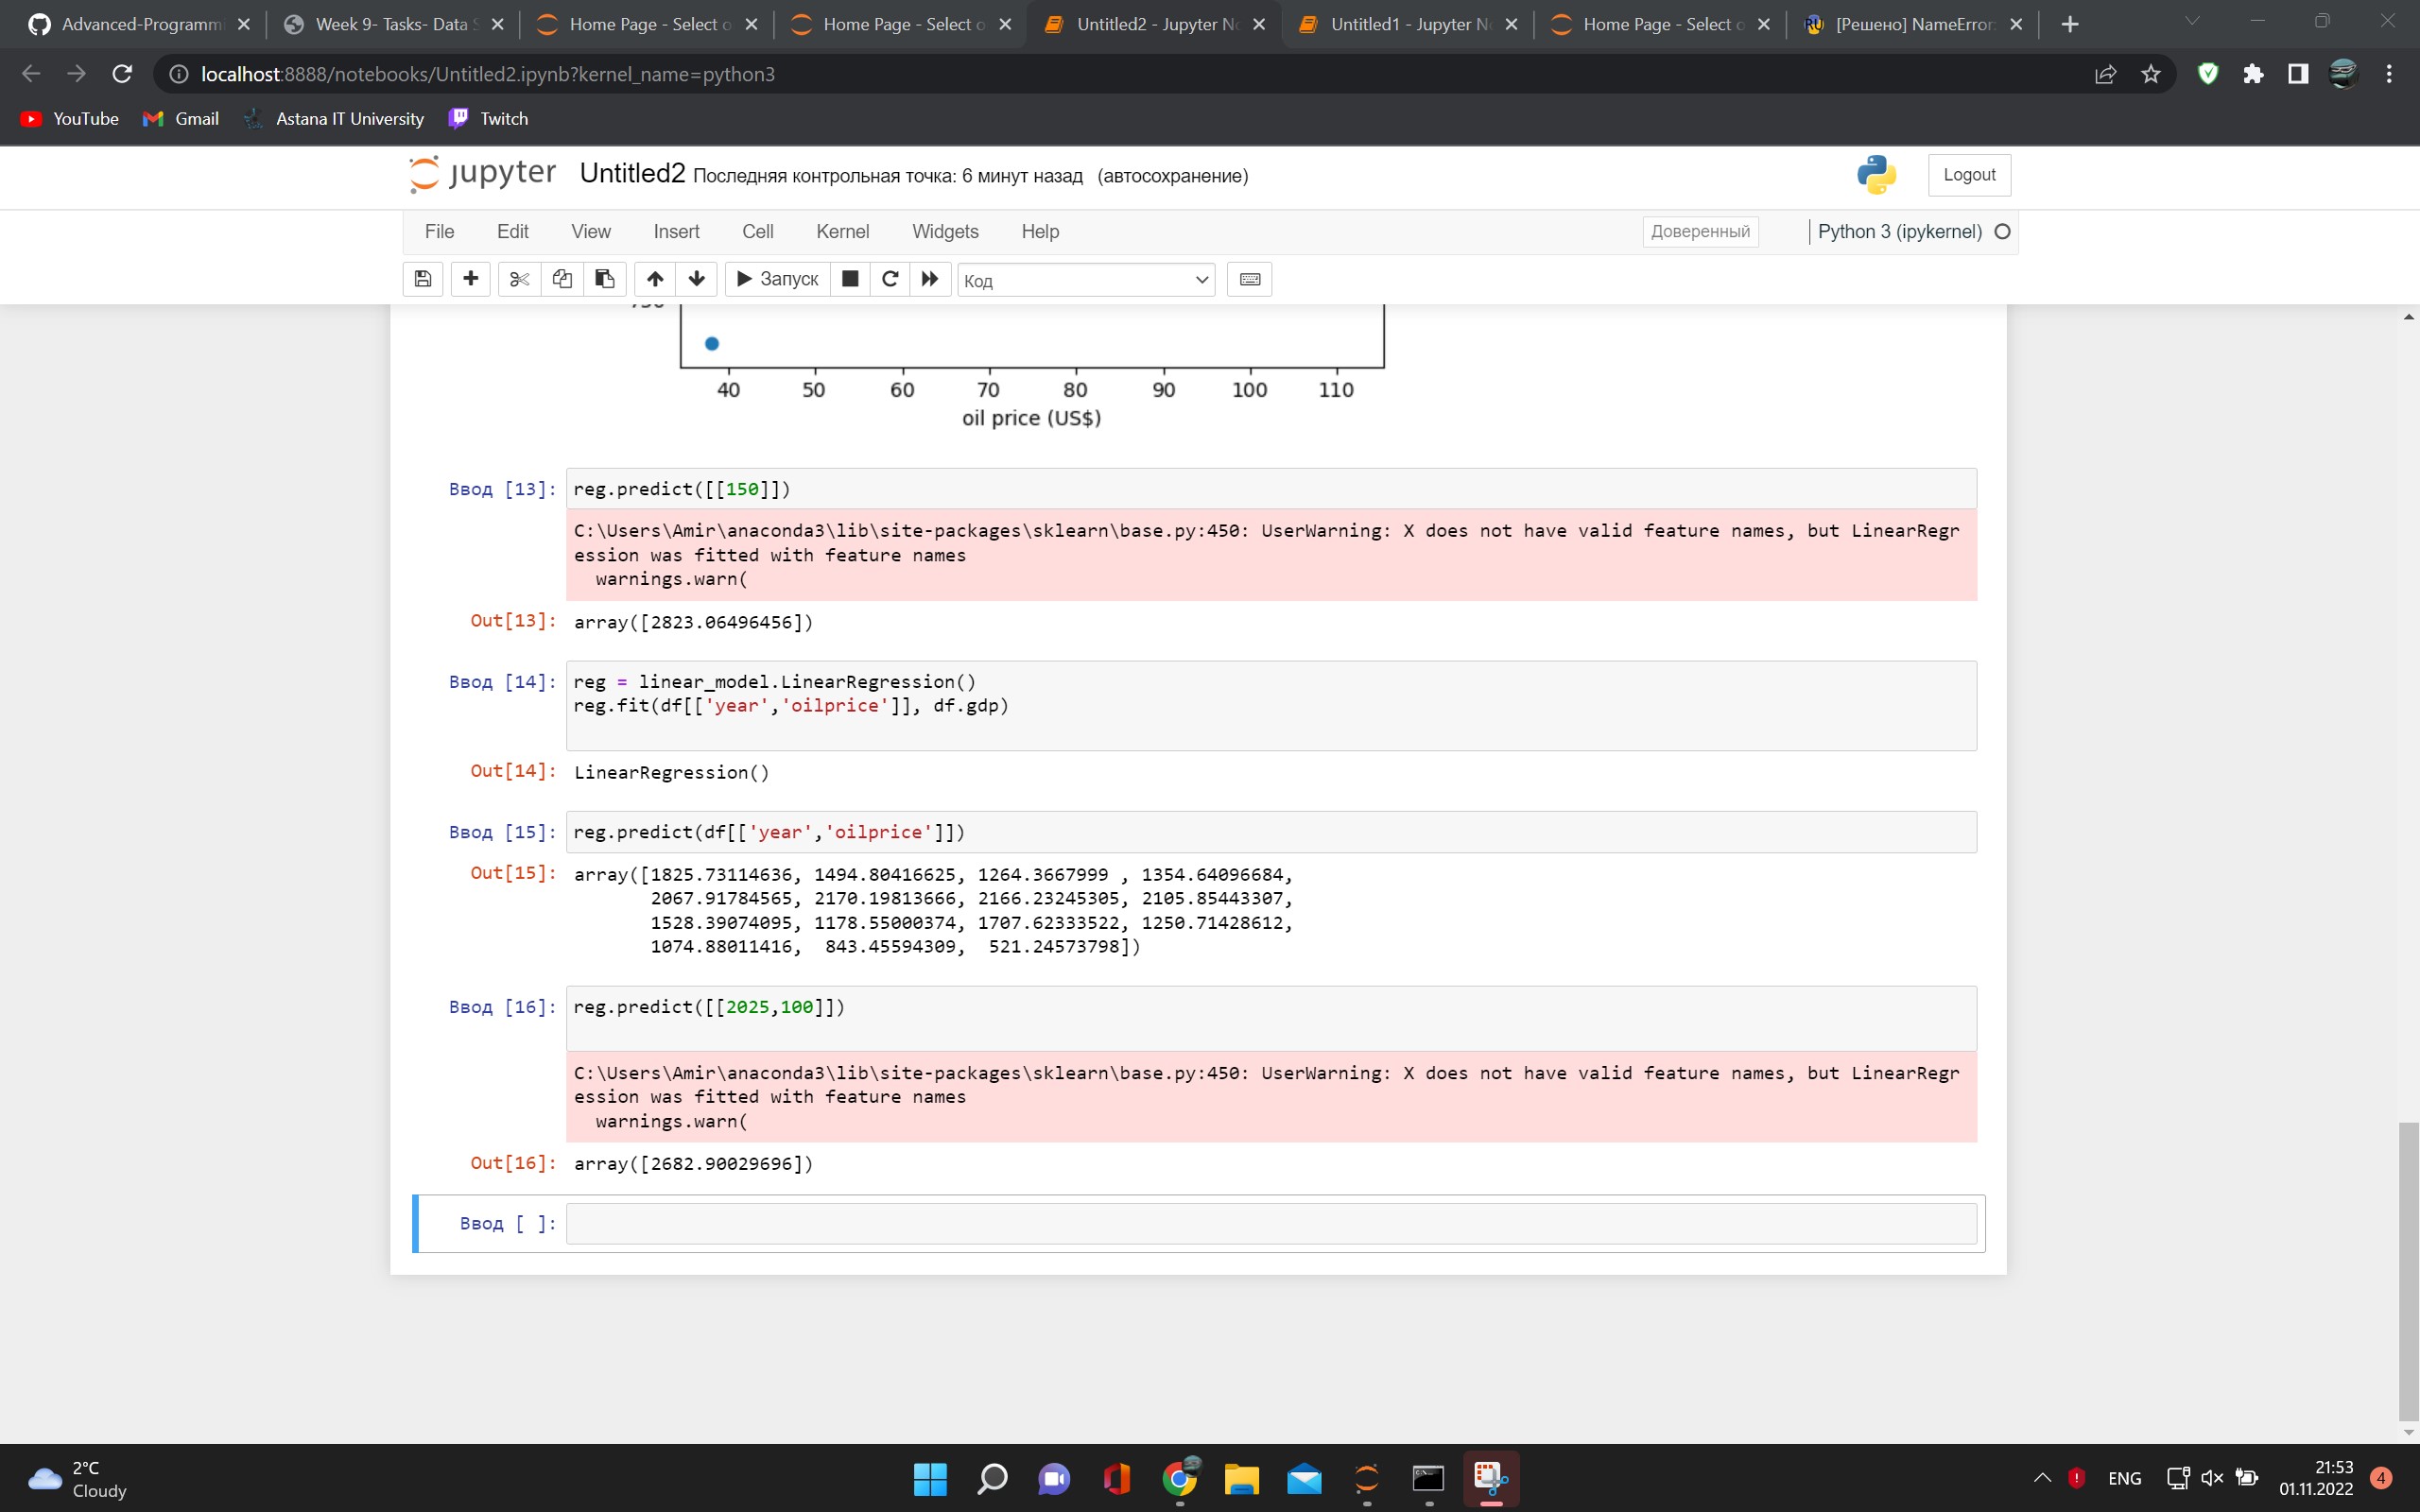 Advanced-Programmi
Week 9- Tasks- Data S
Home Page - Select o
Home Page - Select o
Untitled2 - Jupyter No
Untitled1 - Jupyter No
Home Page - Select o
[Решено] NameError:
localhost:8888/notebooks/Untitled2.ipynb?kernel_name=python3
YouTube Gmail Astana IT University Twitch
jupyter Untitled2 Последняя контрольная точка: 6 минут назад (автосохранение)
Logout
File Edit View Insert Cell Kernel Widgets Help
Доверенный
Python 3 (ipykernel)
Запуск
Код
40 50 60 70 80 90 100 110
oil price (US$)
Ввод [13]: reg.predict([[150]])
C:\Users\Amir\anaconda3\lib\site-packages\sklearn\base.py:450: UserWarning: X does not have valid feature names, but LinearRegr
ession was fitted with feature names
warnings.warn(
Out[13]: array([2823.06496456])
Ввод [14]: reg = linear_model.LinearRegression()
reg.fit(df[['year','oilprice']], df.gdp)
Out[14]: LinearRegression()
Ввод [15]: reg.predict(df[['year','oilprice']])
Out[15]: array([1825.73114636, 1494.80416625, 1264.3667999 , 1354.64096684,
2067.91784565, 2170.19813666, 2166.23245305, 2105.85443307,
1528.39074095, 1178.55000374, 1707.62333522, 1250.71428612,
1074.88011416, 843.45594309, 521.24573798])
Ввод [16]: reg.predict([[2025,100]])
C:\Users\Amir\anaconda3\lib\site-packages\sklearn\base.py:450: UserWarning: X does not have valid feature names, but LinearRegr
ession was fitted with feature names
warnings.warn(
Out[16]: array([2682.90029696])
Ввод [ ]:
2°C
Cloudy
ENG
21:53
01.11.2022
4